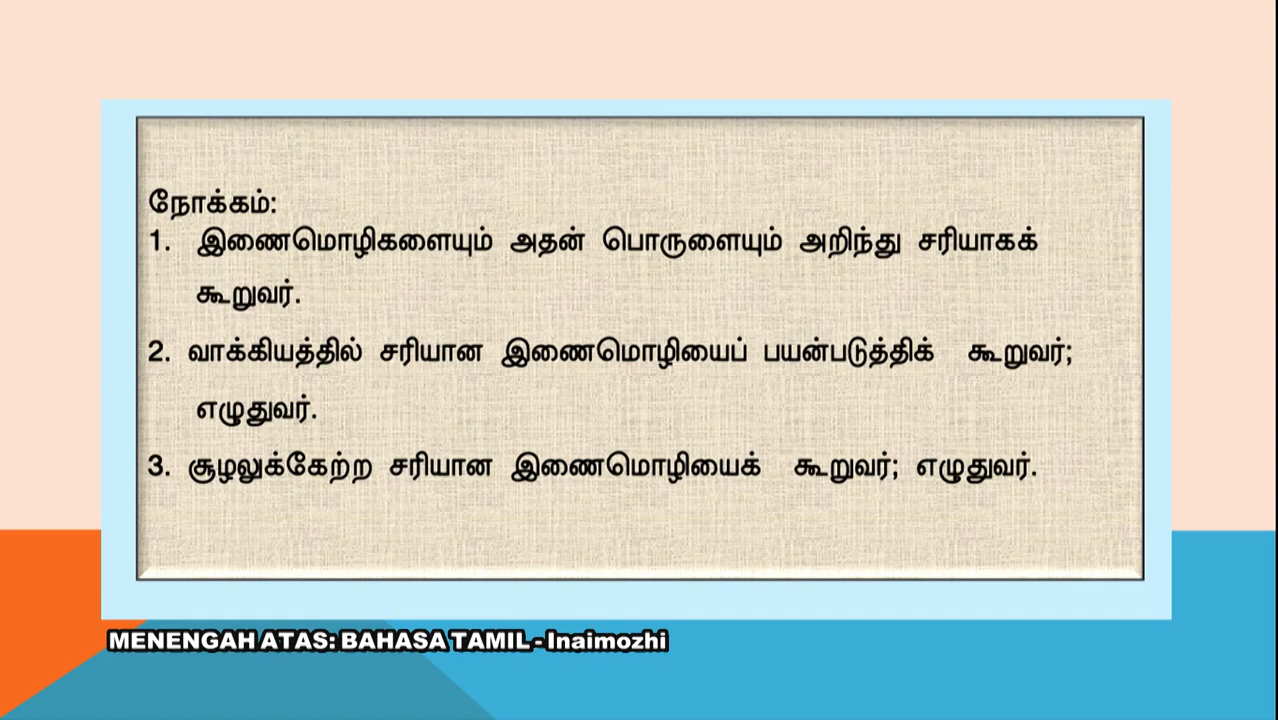 நோக்கம்:
1. இணைமொழிகளையும் அதன் பொருளையும் அறிந்து சரியாகக்
கூறுவர்.
2. வாக்கியத்தில் சரியான இணைமொழியைப் பயன்படுத்திக் கூறுவர்;
எழுதுவர்.
3. சூழலுக்கேற்ற சரியான இணைமொழியைக் கூறுவர்; எழுதுவர்.
MENENGAH ATAS: BAHASA TAMIL - Inaimozhi